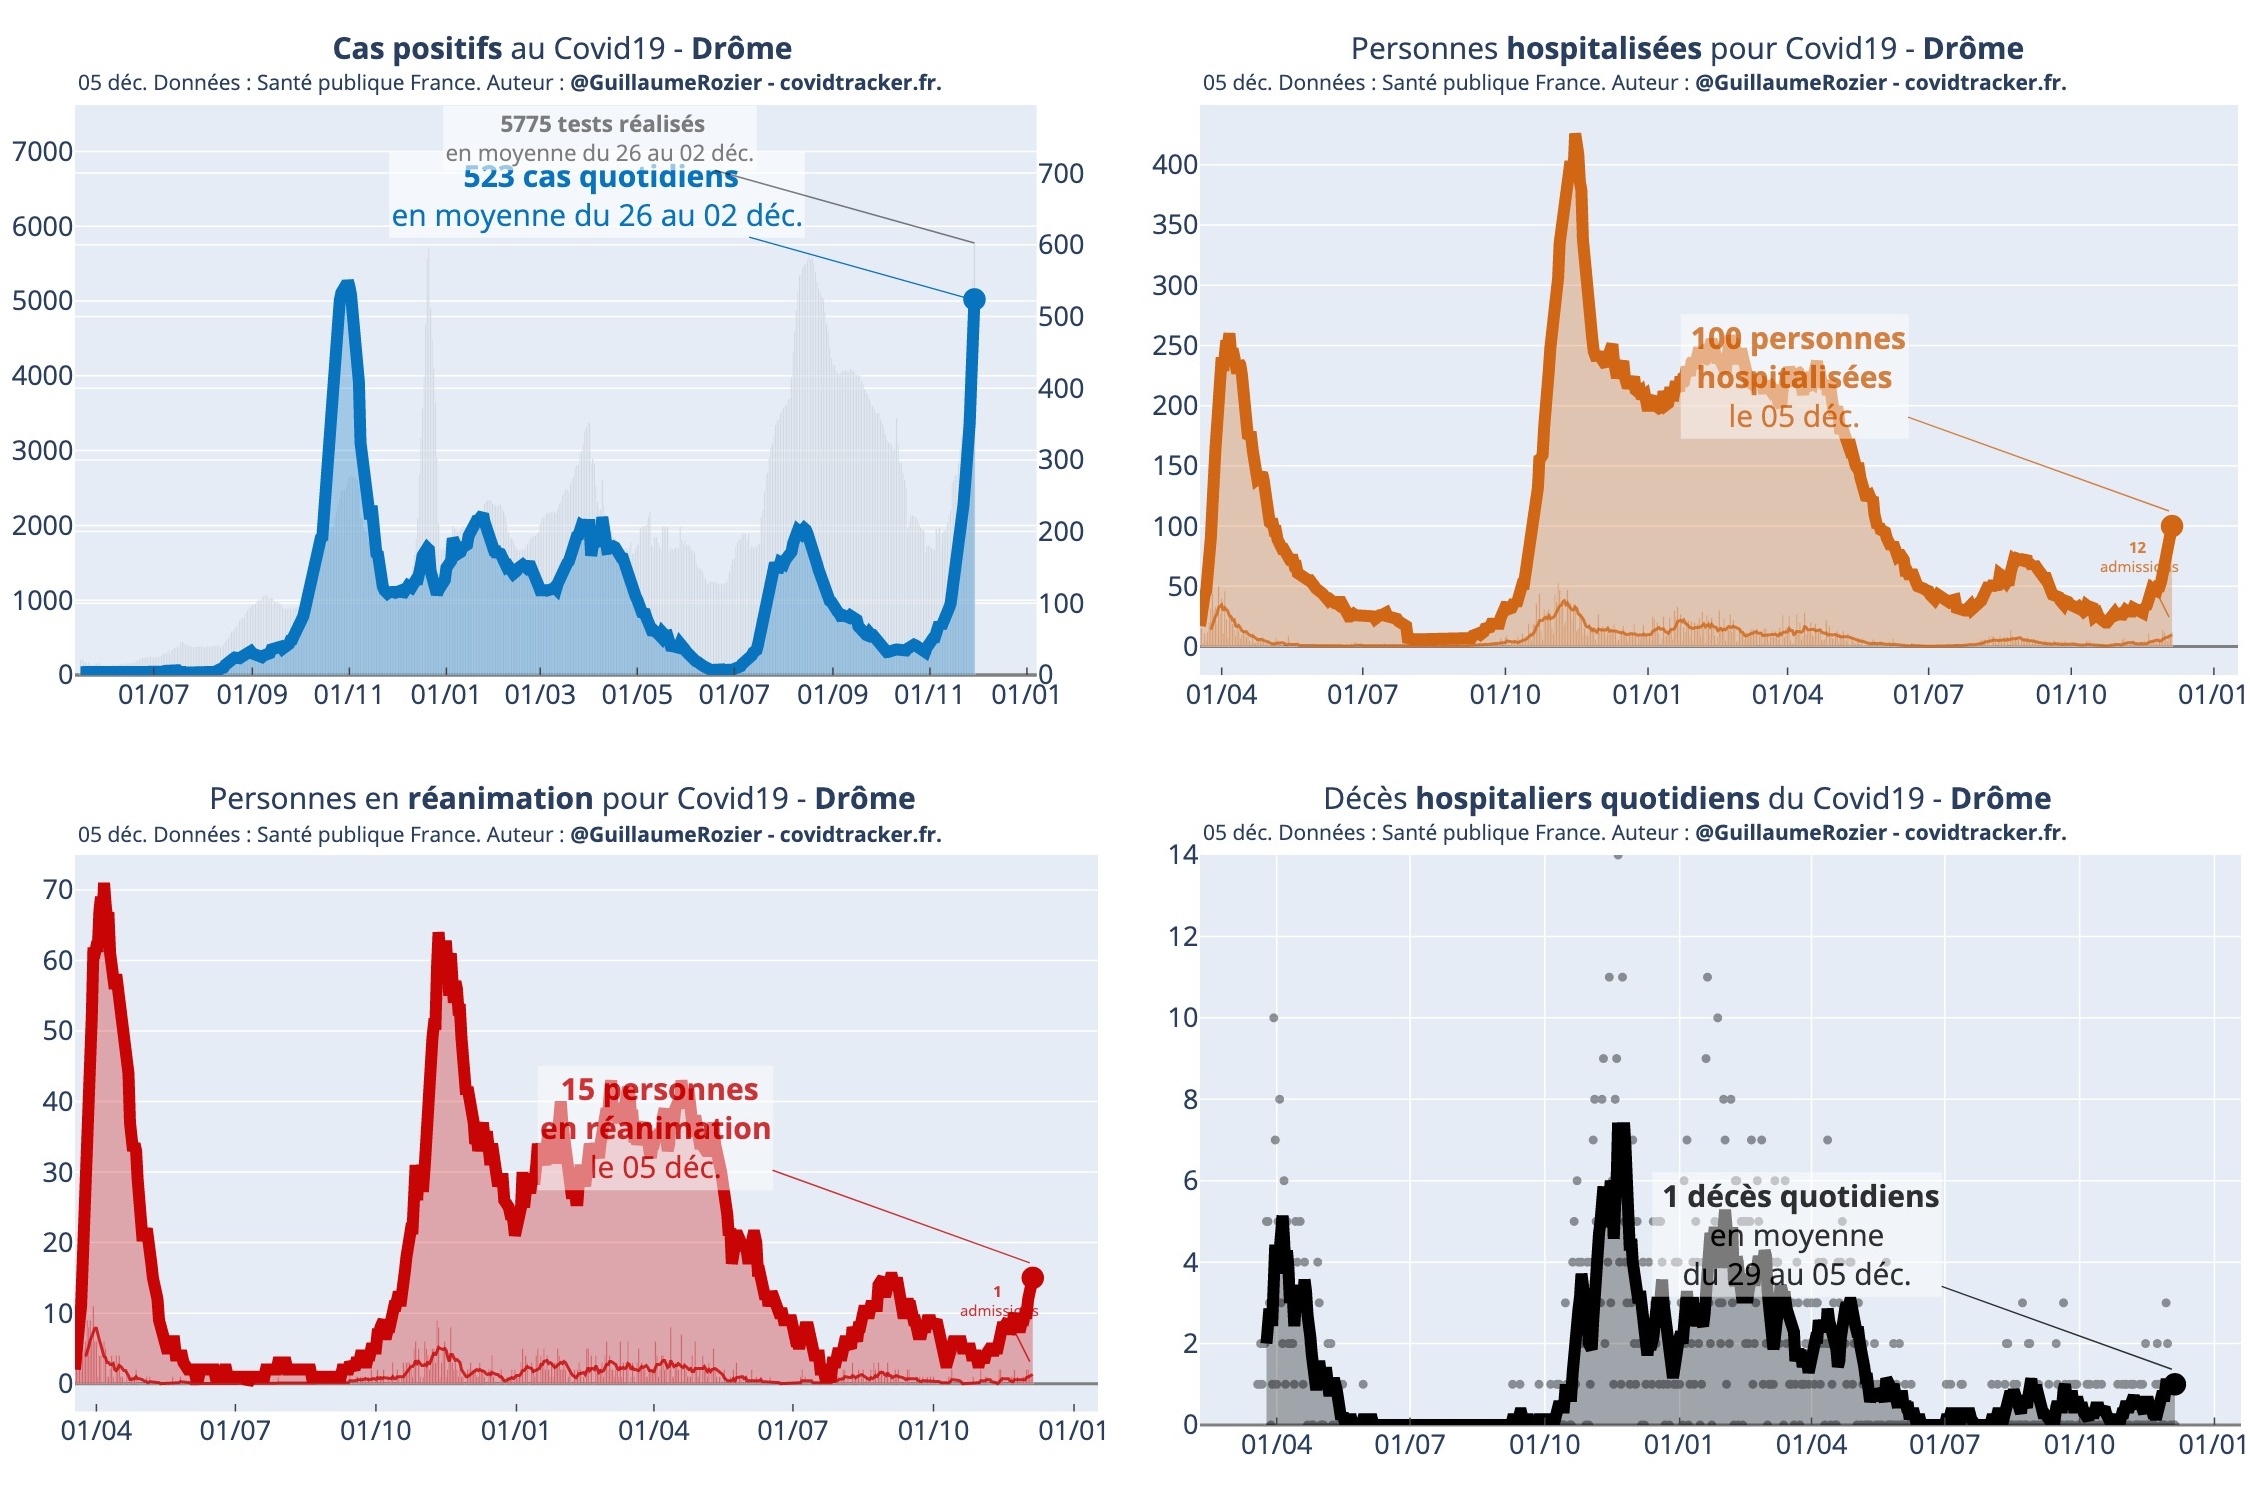 Cas positifs au Covid19 - Drôme
05 déc. Données : Santé publique France. Auteur : @GuillaumeRozier - covidtracker.fr.
5775 tests réalisés
en moyenne du 26 au 02 déc.
523 cas quotidiens
en moyenne du 26 au 02 déc.
7000
6000
5000
4000
3000
2000
1000
0
700
600
500
400
300
200
100
0
01/07 01/09 01/11 01/01 01/03 01/05 01/07 01/09 01/11 01/01
Personnes hospitalisées pour Covid19 - Drôme
05 déc. Données : Santé publique France. Auteur : @GuillaumeRozier - covidtracker.fr.
400
350
300
250
200
150
100
50
0
100 personnes
hospitalisées
le 05 déc.
12
admissions
01/04 01/07 01/10 01/01 01/04 01/07 01/10 01/01
Personnes en réanimation pour Covid19 - Drôme
05 déc. Données : Santé publique France. Auteur : @GuillaumeRozier - covidtracker.fr.
70
60
50
40
30
20
10
0
15 personnes
en réanimation
le 05 déc.
1
admissions
01/04 01/07 01/10 01/01 01/04 01/07 01/10 01/01
Décès hospitaliers quotidiens du Covid19 - Drôme
05 déc. Données : Santé publique France. Auteur : @GuillaumeRozier - covidtracker.fr.
14
12
10
8
6
4
2
0
1 décès quotidiens
en moyenne
du 29 au 05 déc.
01/04 01/07 01/10 01/01 01/04 01/07 01/10 01/01